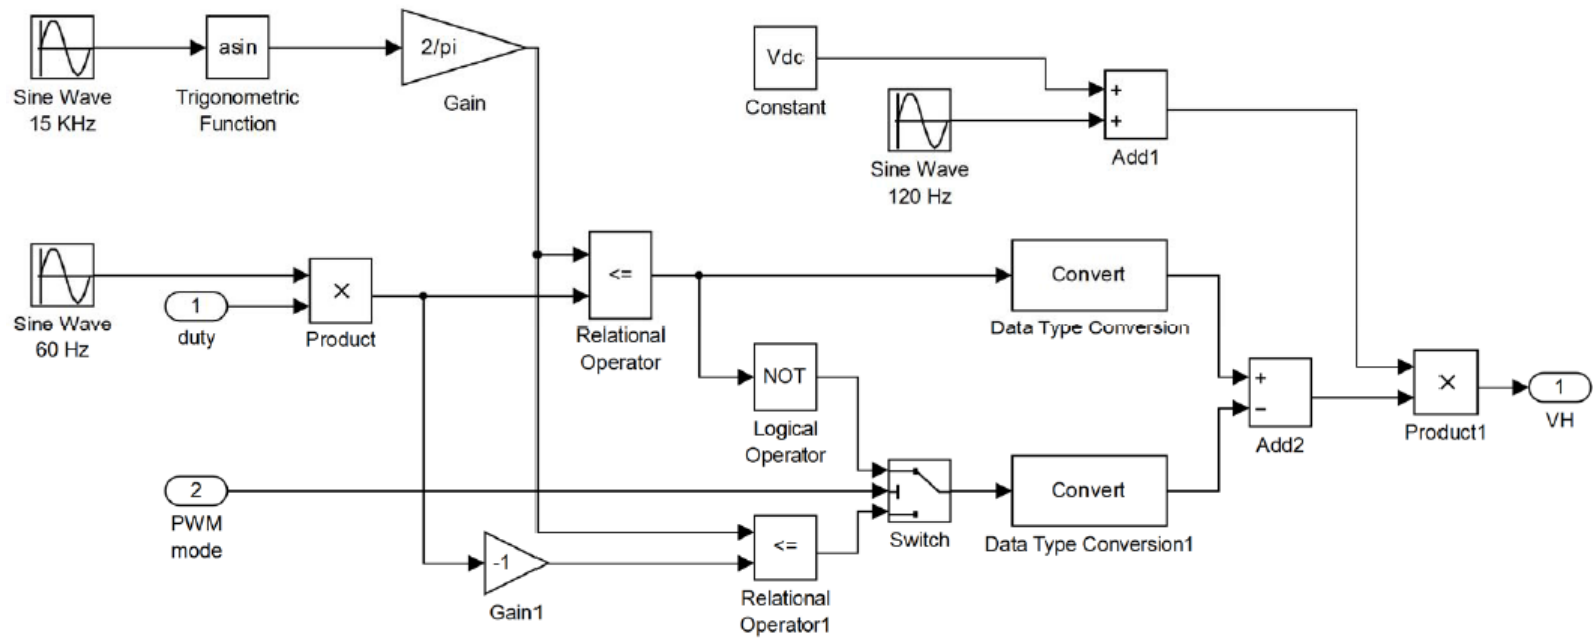 asin
2/pi
Sine Wave
15 KHz
Trigonometric
Function
Gain
Vdc
Constant
+
+
Add1
Sine Wave
120 Hz
Sine Wave
60 Hz
1
duty
×
Product
<=
Relational
Operator
Convert
Data Type Conversion
NOT
Logical
Operator
+
−
Add2
×
Product1
1
VH
2
PWM
mode
-1
Gain1
<=
Relational
Operator1
Switch
Convert
Data Type Conversion1